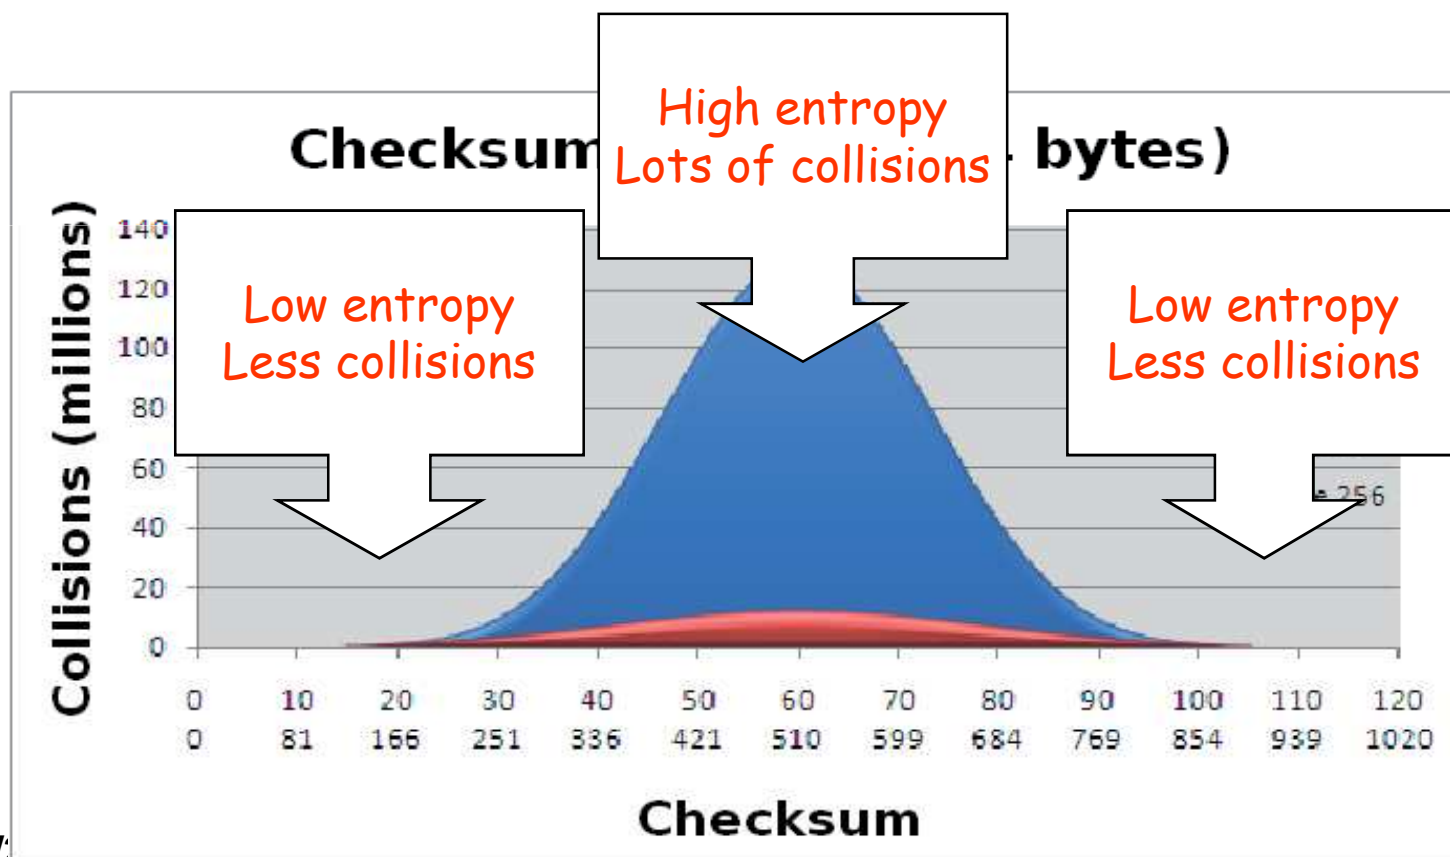 High entropy
Lots of collisions
Checksum bytes)
Low entropy
Less collisions
Low entropy
Less collisions
Collisions (millions)
140
120
100
80
60
40
20
0
256
0 10 20 30 40 50 60 70 80 90 100 110 120
0 81 166 251 336 421 510 599 684 769 854 939 1020
Checksum